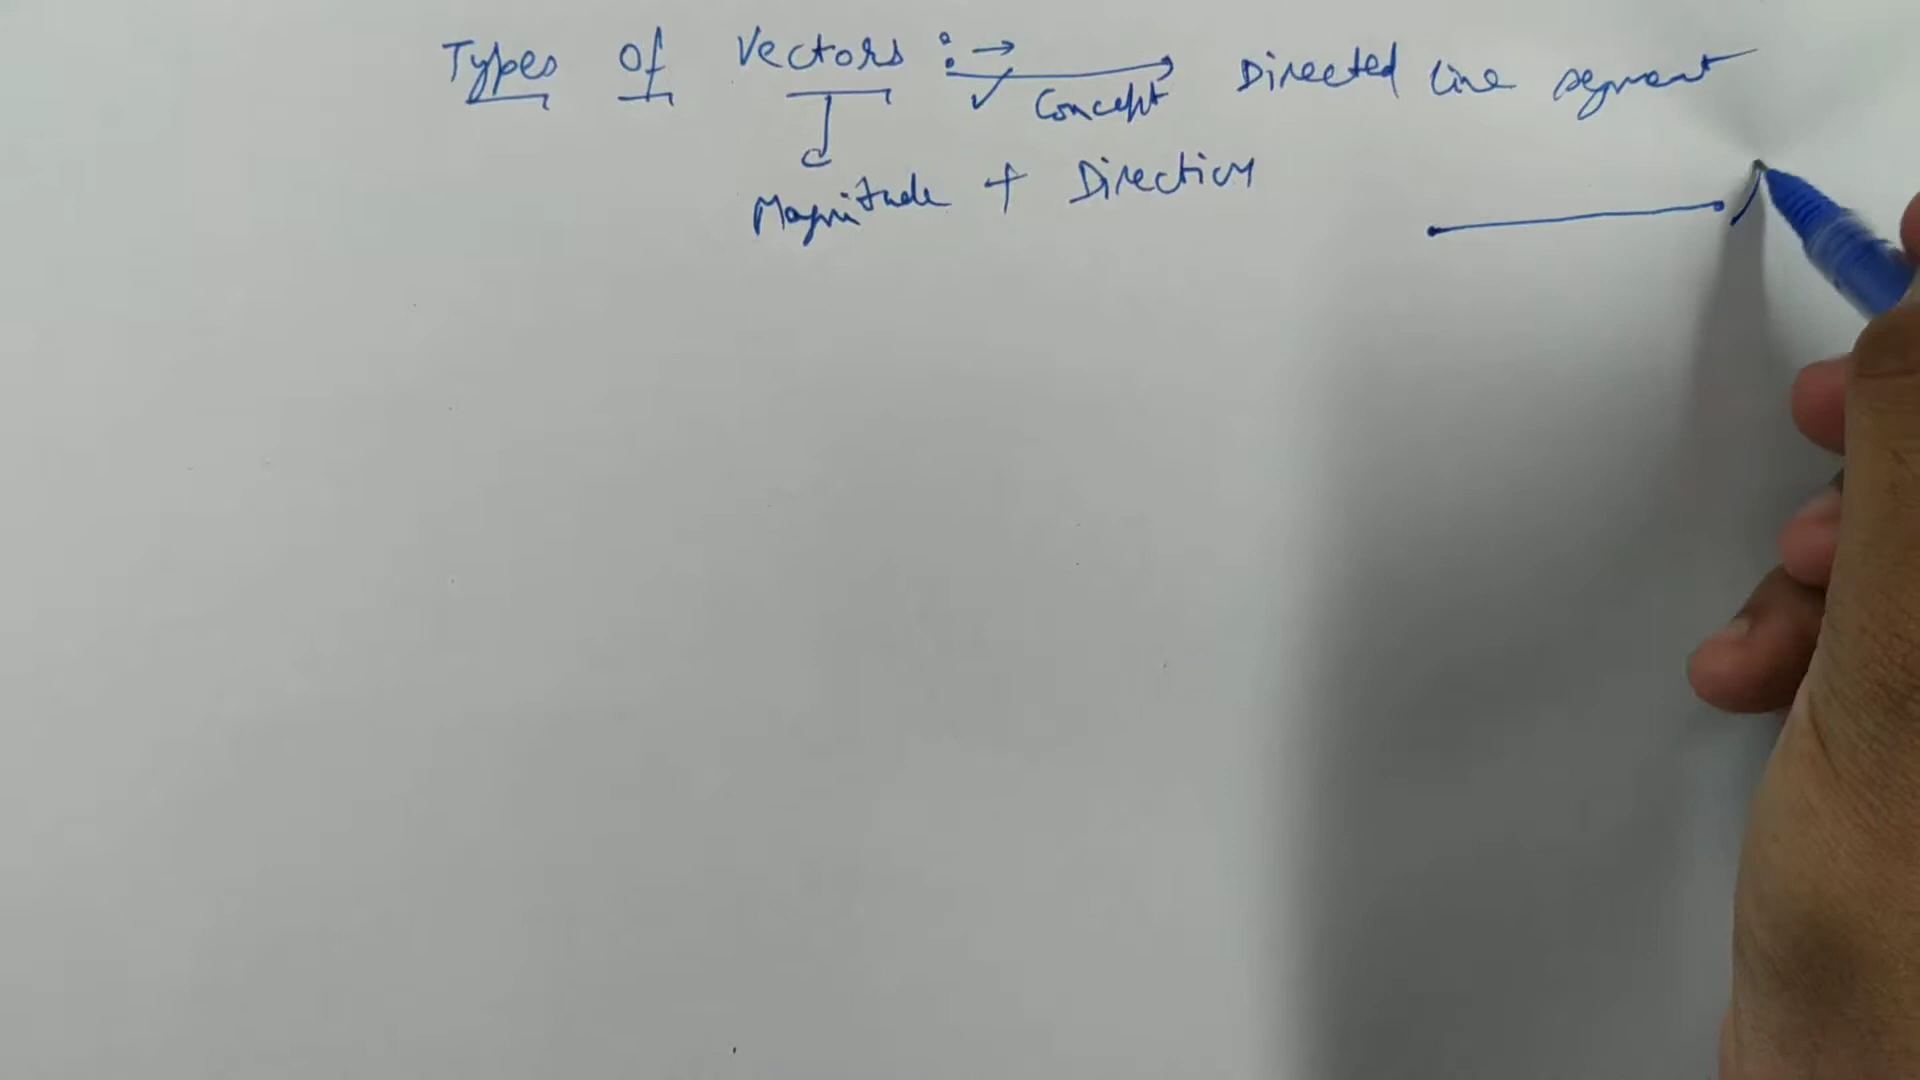 Types Of Vectors : → Concept Directed line segment
Magnitude + Direction